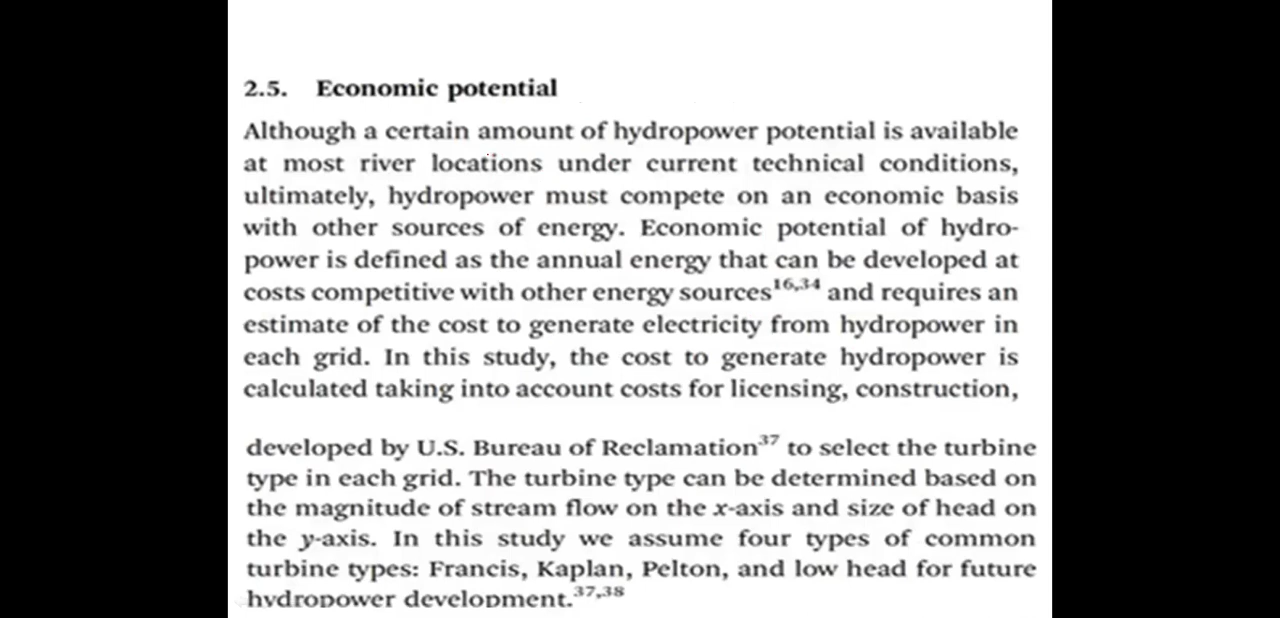 2.5. Economic potential
Although a certain amount of hydropower potential is available
at most river locations under current technical conditions,
ultimately, hydropower must compete on an economic basis
with other sources of energy. Economic potential of hydro-
power is defined as the annual energy that can be developed at
costs competitive with other energy sources16,34 and requires an
estimate of the cost to generate electricity from hydropower in
each grid. In this study, the cost to generate hydropower is
calculated taking into account costs for licensing, construction,
developed by U.S. Bureau of Reclamation37 to select the turbine
type in each grid. The turbine type can be determined based on
the magnitude of stream flow on the x-axis and size of head on
the y-axis. In this study we assume four types of common
turbine types: Francis, Kaplan, Pelton, and low head for future
hydropower development.37,38